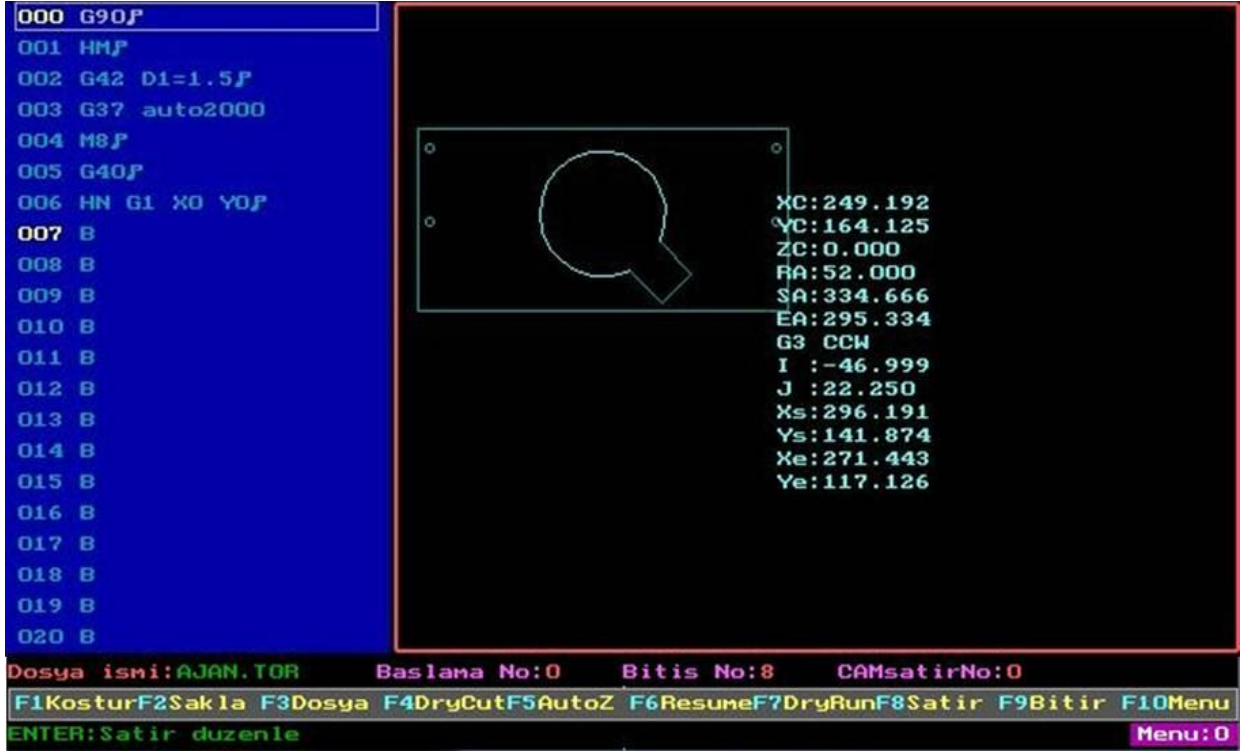 000 G90
001 HM
002 G42 D1=1.5
003 G37 auto2000
004 M8
005 G40
006 HN G1 X0 Y0
007 B
008 B
009 B
010 B
011 B
012 B
013 B
014 B
015 B
016 B
017 B
018 B
019 B
020 B
XC:249.192
YC:164.125
ZC:0.000
RA:52.000
SA:334.666
EA:295.334
G3 CCW
I :-46.999
J :22.250
Xs:296.191
Ys:141.874
Xe:271.443
Ye:117.126
Dosya ismi:AJAN.TOR Baslama No:0 Bitis No:8 CAMsatirNo:0
F1KosturF2Sakla F3Dosya F4DryCutF5AutoZ F6ResumeF7DryRunF8Satir F9Bitir F10Menu
ENTER:Satir duzenle Menu:0